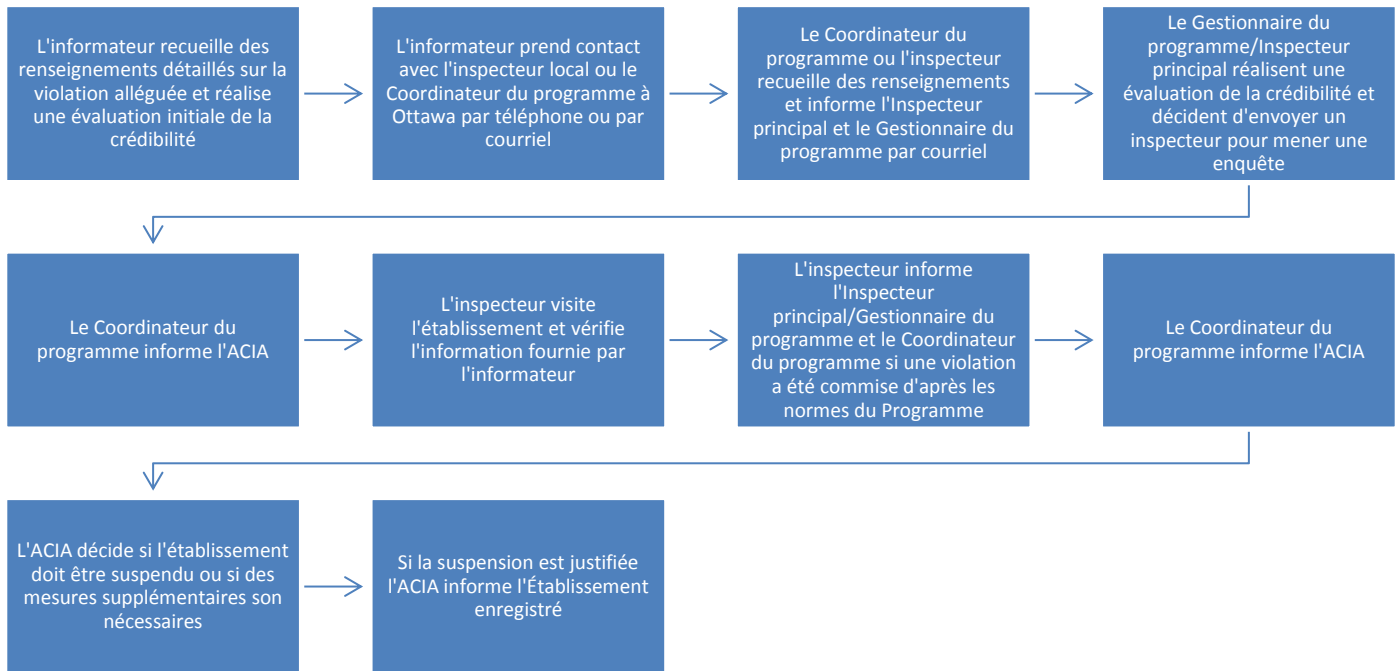 L'informateur recueille des
renseignements détaillés sur la
violation alléguée et réalise
une évaluation initiale de la
crédibilité
L'informateur prend contact
avec l'inspecteur local ou le
Coordinateur du programme à
Ottawa par téléphone ou par
courriel
Le Coordinateur du
programme ou l'inspecteur
recueille des renseignements
et informe l'Inspecteur
principal et le Gestionnaire du
programme par courriel
Le Gestionnaire du
programme/Inspecteur
principal réalisent une
évaluation de la crédibilité et
décident d'envoyer un
inspecteur pour mener une
enquête
Le Coordinateur du
programme informe l'ACIA
L'inspecteur visite
l'établissement et vérifie
l'information fournie par
l'informateur
L'inspecteur informe
l'Inspecteur
principal/Gestionnaire du
programme et le Coordinateur
du programme si une violation
a été commise d'après les
normes du Programme
Le Coordinateur du
programme informe l'ACIA
L'ACIA décide si l'établissement
doit être suspendu ou si des
mesures supplémentaires son
nécessaires
Si la suspension est justifiée
l'ACIA informe l'Établissement
enregistré